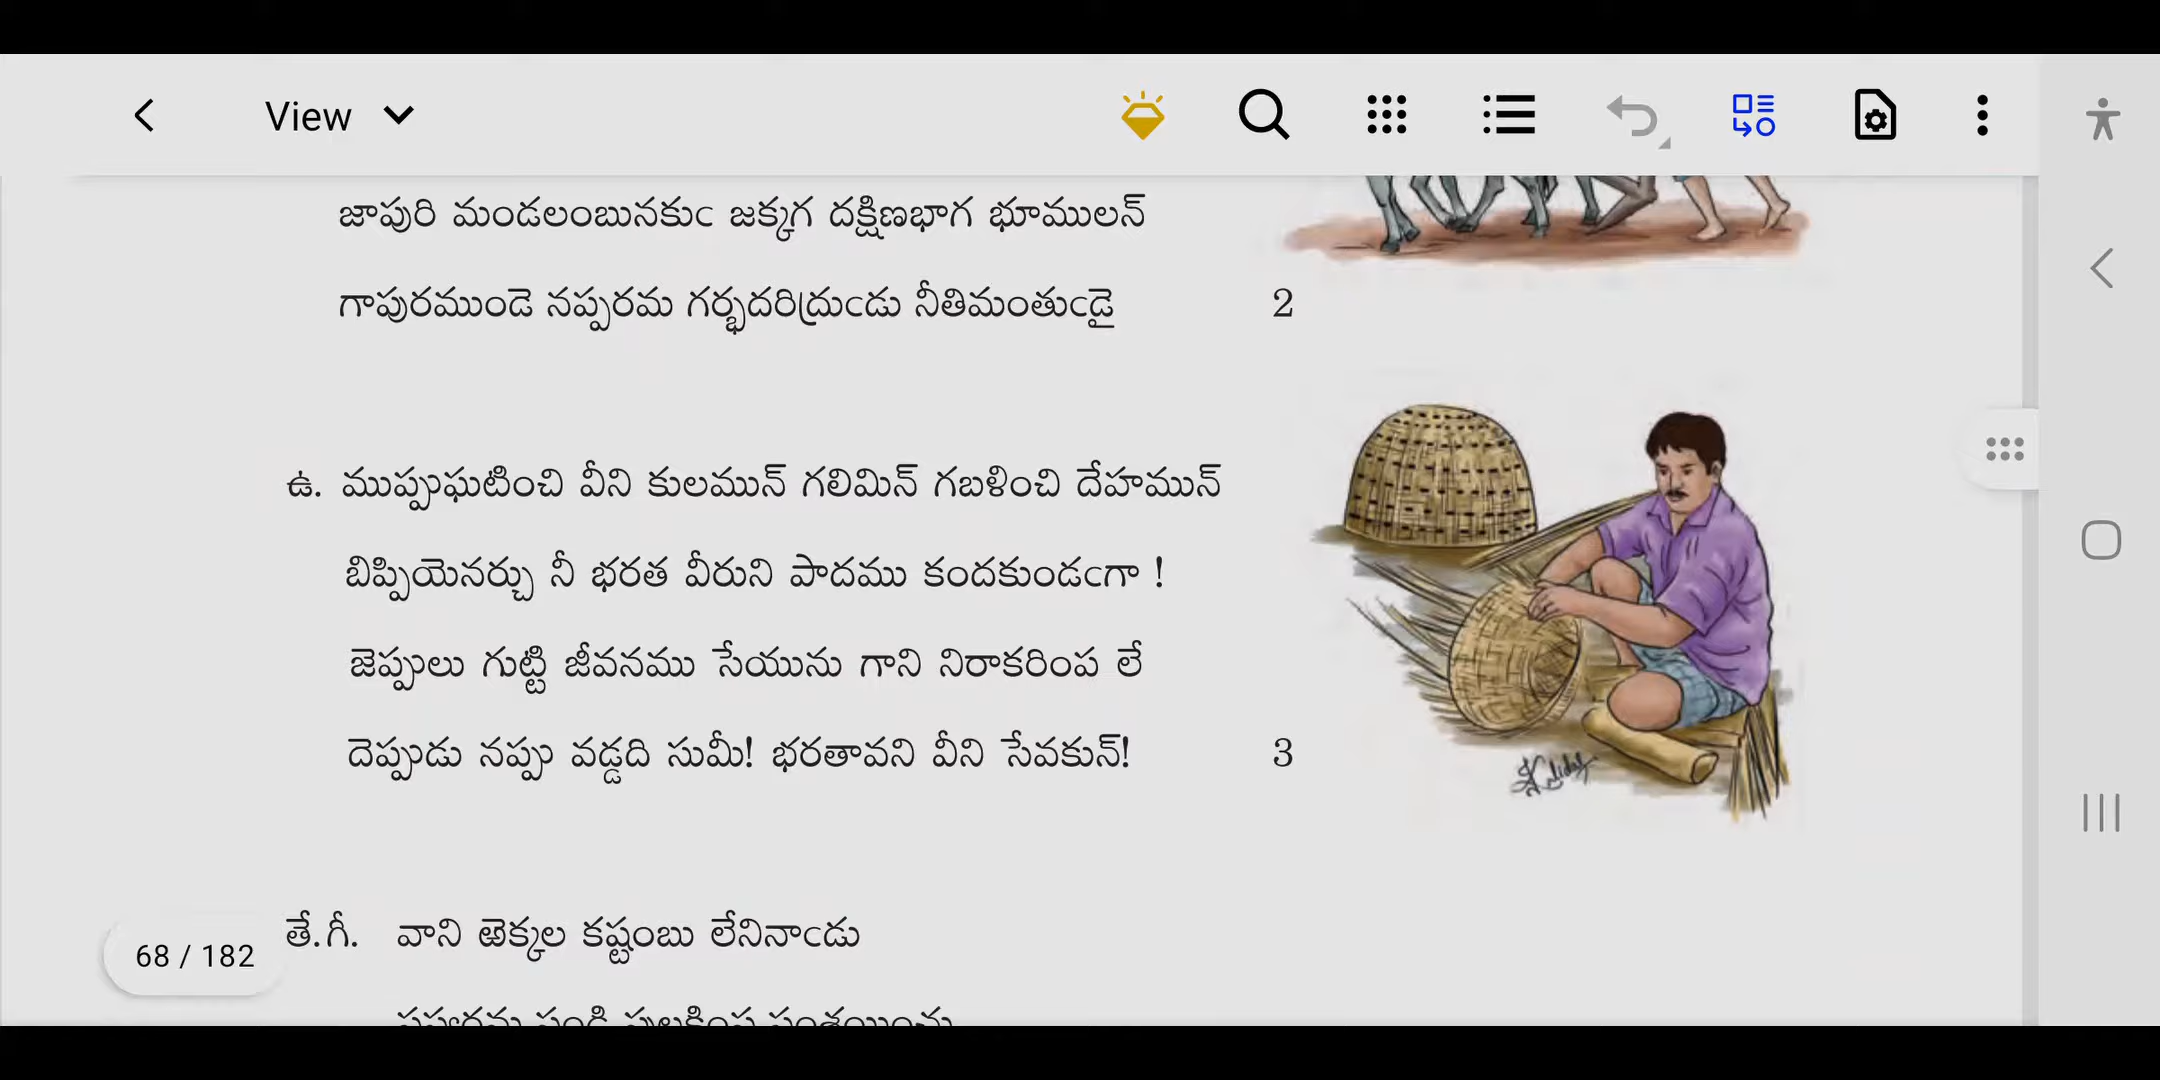 View
జాపురి మండలంబునకుఁ జక్కగ దక్షిణభాగ భూములన్
గాపురముండె నప్పరమ గర్భదరిద్రుఁడు నీతిమంతుఁడై 2
ఉ. ముప్పుఘటించి వీని కులమున్ గలిమిన్ గబళించి దేహమున్
బిప్పియెనర్చు నీ భరత వీరుని పాదము కందకుండఁగా !
జెప్పులు గుట్టి జీవనము సేయును గాని నిరాకరింప లే
దెప్పుడు నప్పు వడ్డది సుమీ! భరతావని వీని సేవకున్! 3
తే.గీ. వాని ఱెక్కల కష్టంబు లేనినాఁడు
68 / 182